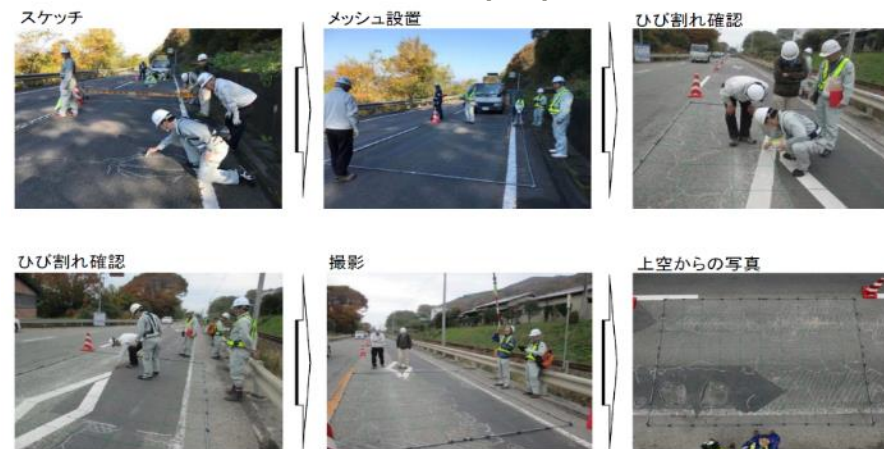 スケッチ
メッシュ設置
ひび割れ確認
ひび割れ確認
撮影
上空からの写真